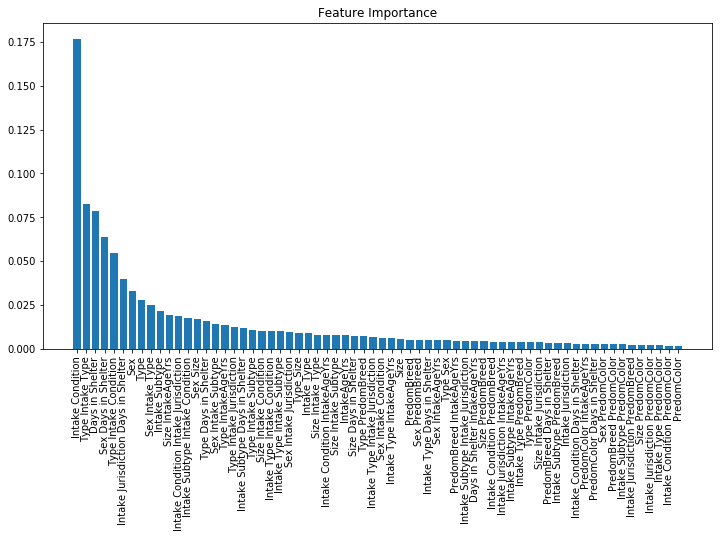 Feature Importance
0.175
0.150
0.125
0.100
0.075
0.050
0.025
0.000
Intake Condition
Type Intake Type
Days in Shelter
Sex Days in Shelter
Type Intake Condition
Intake Jurisdiction Days in Shelter
Sex
Type
Sex Intake Type
Intake Subtype
Size IntakeAgeYrs
Intake Condition Intake Jurisdiction
Intake Subtype Intake Condition
Sex Size
Type Days in Shelter
Sex Intake Subtype
Type IntakeAgeYrs
Type Intake Jurisdiction
Intake Subtype Days in Shelter
Type Intake Subtype
Size Intake Condition
Intake Type Intake Condition
Intake Type Intake Subtype
Sex Intake Jurisdiction
Type Size
Intake Type
Size Intake Type
Intake Condition IntakeAgeYrs
Size Intake Subtype
IntakeAgeYrs
Size Days in Shelter
Type PredomBreed
Intake Type Intake Jurisdiction
Sex Intake Condition
Intake Type IntakeAgeYrs
Size
PredomBreed
Sex PredomBreed
Intake Type Days in Shelter
Sex IntakeAgeYrs
Type Sex
PredomBreed IntakeAgeYrs
Intake Subtype Intake Jurisdiction
Days in Shelter IntakeAgeYrs
Size PredomBreed
Intake Condition PredomBreed
Intake Jurisdiction IntakeAgeYrs
Intake Subtype IntakeAgeYrs
Intake Type PredomBreed
Type PredomColor
Size Intake Jurisdiction
PredomBreed Days in Shelter
Intake Subtype PredomBreed
Intake Jurisdiction
Intake Condition Days in Shelter
PredomColor IntakeAgeYrs
PredomColor Days in Shelter
Sex PredomColor
PredomBreed PredomColor
Intake Subtype PredomColor
Intake Jurisdiction PredomBreed
Size PredomColor
Intake Jurisdiction PredomColor
Intake Type PredomColor
Intake Condition PredomColor
PredomColor